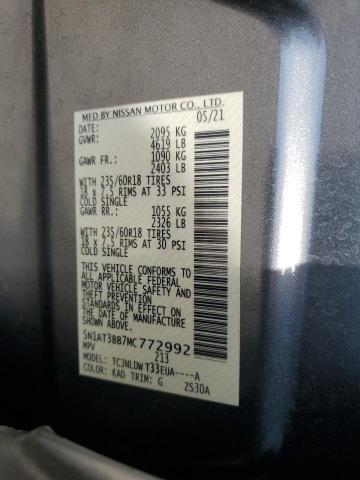 MFD BY NISSAN MOTOR CO., LTD.
DATE: 05/21
GVWR: 2095 KG
4619 LB
GAWR FR.: 1090 KG
2403 LB
WITH 235/60R18 TIRES
18 x 7.5 RIMS AT 33 PSI
COLD SINGLE
GAWR RR.: 1055 KG
2326 LB
WITH 235/60R18 TIRES
18 x 7.5 RIMS AT 30 PSI
COLD SINGLE
THIS VEHICLE CONFORMS TO
ALL APPLICABLE FEDERAL
MOTOR VEHICLE SAFETY AND
THEFT PREVENTION
STANDARDS IN EFFECT ON
THE DATE OF MANUFACTURE
SHOWN ABOVE.
5N1AT3BB7MC772992
MPV 213
MODEL: TCJNLDW T33EUA----A
COLOR: KAD TRIM: G ZS30A